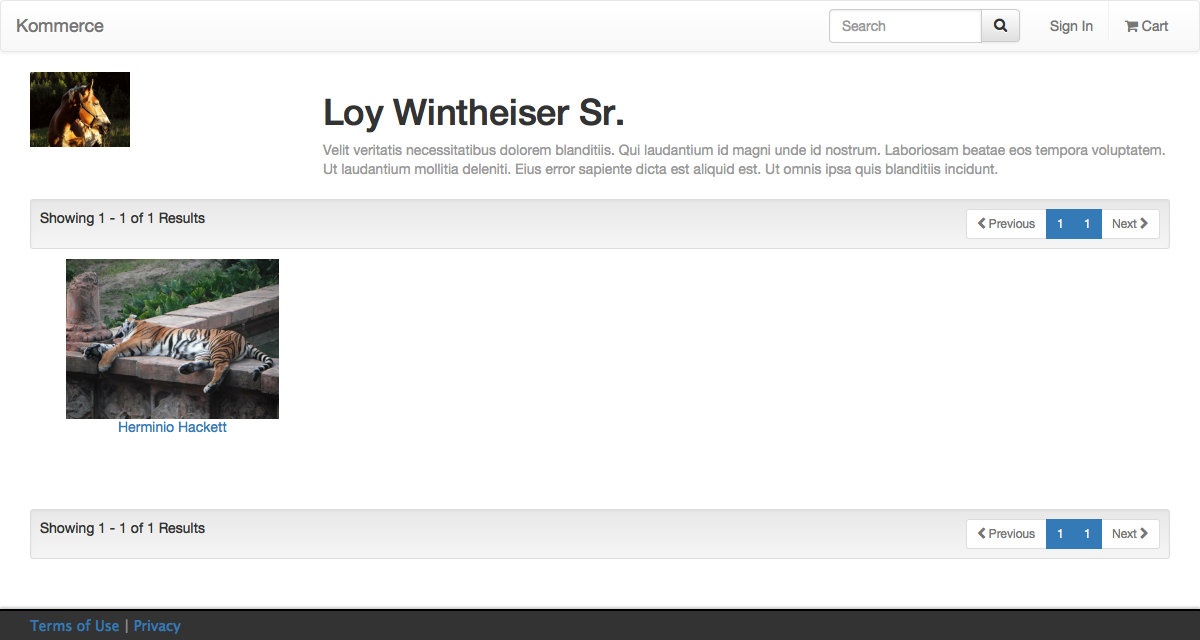 Kommerce
Search
Sign In
Cart
Loy Wintheiser Sr.
Velit veritatis necessitatibus dolorem blanditiis. Qui laudantium id magni unde id nostrum. Laboriosam beatae eos tempora voluptatem.
Ut laudantium mollitia deleniti. Eius error sapiente dicta est aliquid est. Ut omnis ipsa quis blanditiis incidunt.
Showing 1 - 1 of 1 Results
Previous 1 1 Next
Herminio Hackett
Showing 1 - 1 of 1 Results
Previous 1 1 Next
Terms of Use | Privacy